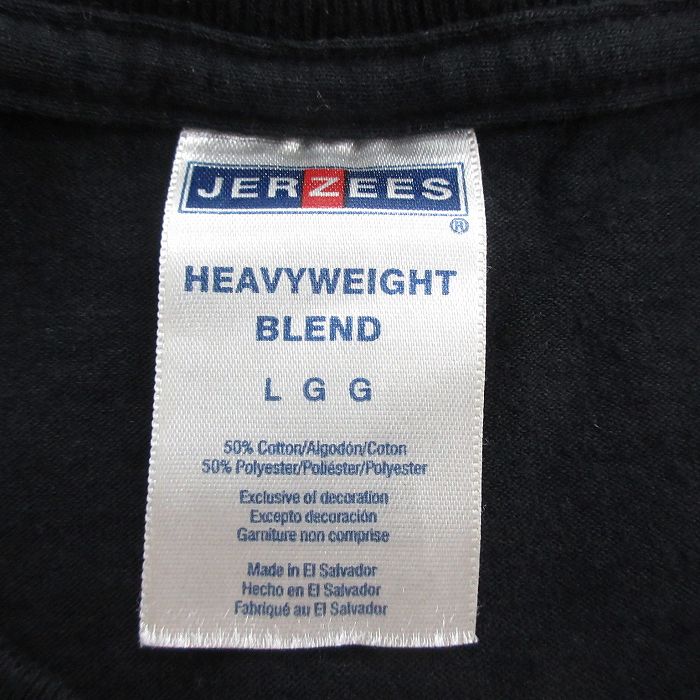 JERZEES
®
HEAVYWEIGHT
BLEND
L G G
50% Cotton/Algodón/Coton
50% Polyester/Poliéster/Polyester
Exclusive of decoration
Excepto decoración
Garniture non comprise
Made in El Salvador
Hecho en El Salvador
Fabriqué au El Salvador